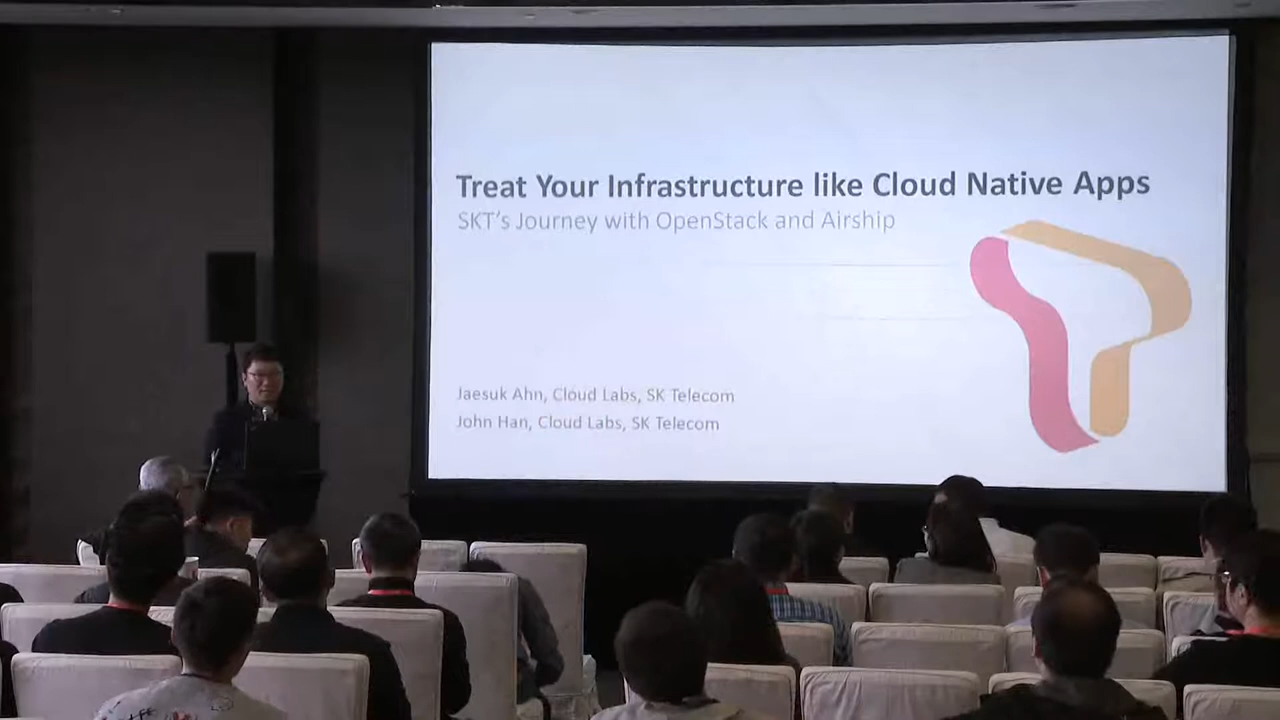 Treat Your Infrastructure like Cloud Native Apps
SKT's Journey with OpenStack and Airship
Jaesuk Ahn, Cloud Labs, SK Telecom
John Han, Cloud Labs, SK Telecom